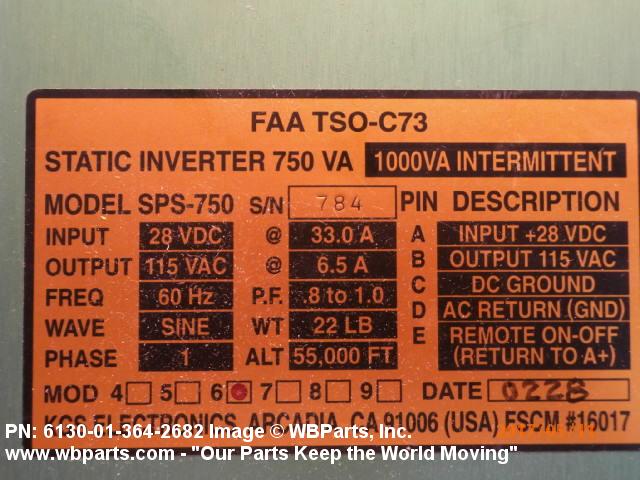 FAA TSO-C73
STATIC INVERTER 750 VA 1000VA INTERMITTENT
MODEL SPS-750 S/N 784 PIN DESCRIPTION
INPUT 28 VDC @ 33.0 A A INPUT +28 VDC
OUTPUT 115 VAC @ 6.5 A B OUTPUT 115 VAC
FREQ 60 Hz P.F. .8 to 1.0 C DC GROUND
WAVE SINE WT 22 LB D AC RETURN (GND)
PHASE 1 ALT 55,000 FT E REMOTE ON-OFF
(RETURN TO A+)
MOD 4 5 6 7 8 9 DATE 0228
KGS ELECTRONICS, ARCADIA, CA 91006 (USA) FSCM #16017
PN: 6130-01-364-2682 Image © WBParts, Inc.
www.wbparts.com - "Our Parts Keep the World Moving"